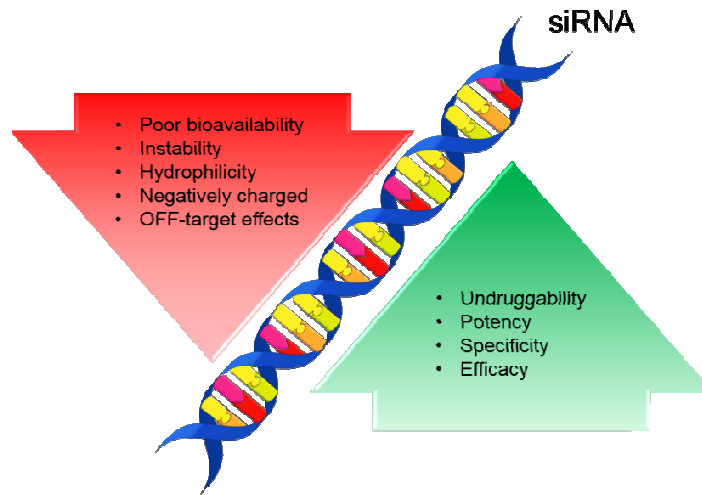 siRNA
• Poor bioavailability
• Instability
• Hydrophilicity
• Negatively charged
• OFF-target effects
• Undruggability
• Potency
• Specificity
• Efficacy